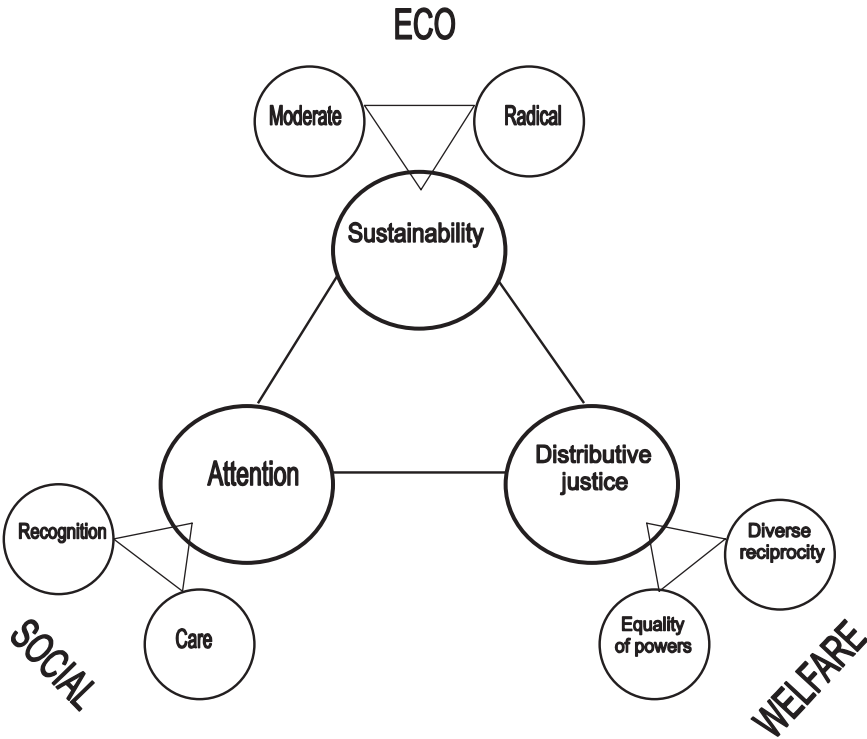 ECO
Moderate
Radical
Sustainability
Attention
Distributive
justice
Recognition
Care
Diverse
reciprocity
Equality
of powers
SOCIAL
WELFARE